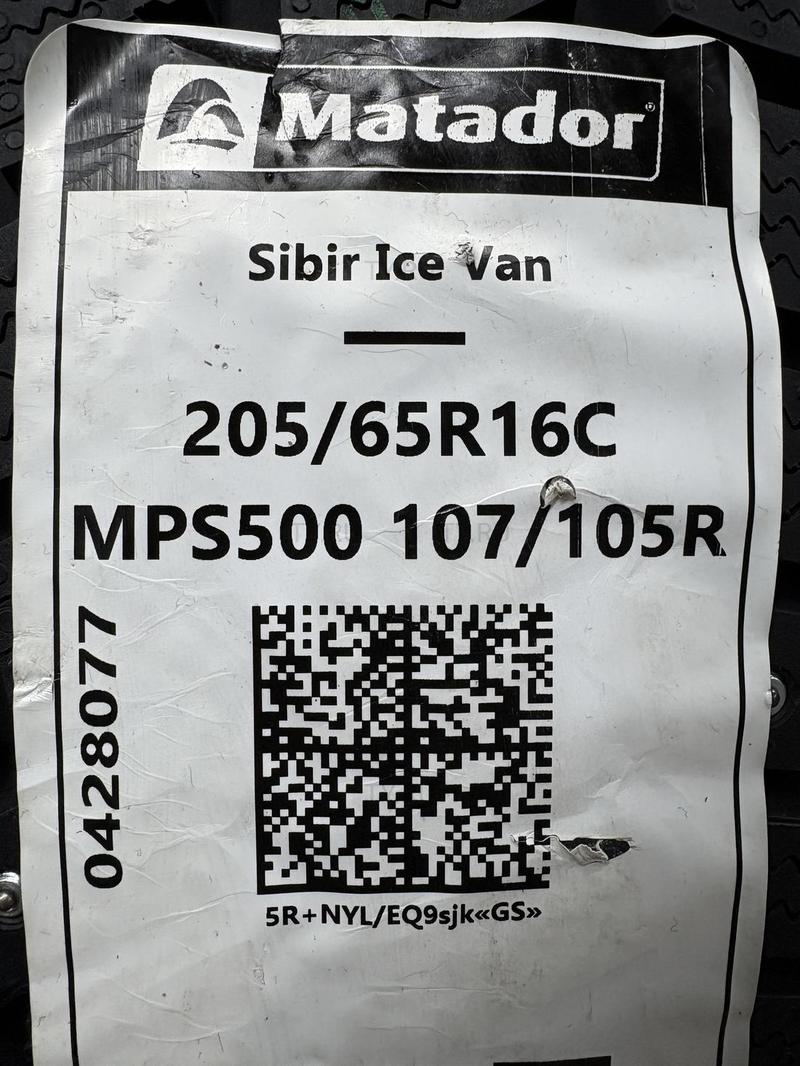 Matador®
Sibir Ice Van
205/65R16C
MPS500 107/105R
0428077
5R+NYL/EQ9sjk«GS»